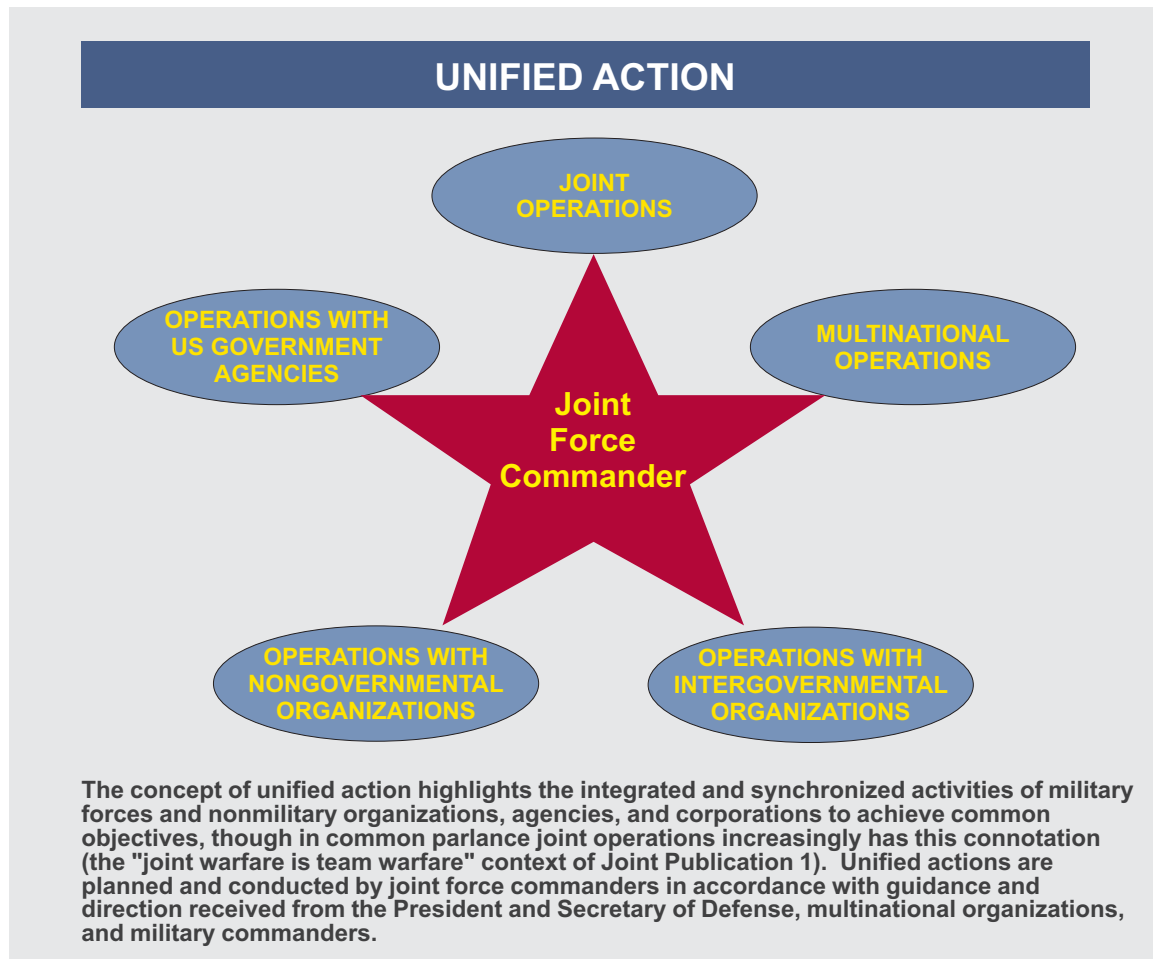 UNIFIED ACTION
JOINT
OPERATIONS
OPERATIONS WITH
US GOVERNMENT
AGENCIES
MULTINATIONAL
OPERATIONS
Joint
Force
Commander
OPERATIONS WITH
NONGOVERNMENTAL
ORGANIZATIONS
OPERATIONS WITH
INTERGOVERNMENTAL
ORGANIZATIONS
The concept of unified action highlights the integrated and synchronized activities of military
forces and nonmilitary organizations, agencies, and corporations to achieve common
objectives, though in common parlance joint operations increasingly has this connotation
(the "joint warfare is team warfare" context of Joint Publication 1).  Unified actions are
planned and conducted by joint force commanders in accordance with guidance and
direction received from the President and Secretary of Defense, multinational organizations,
and military commanders.